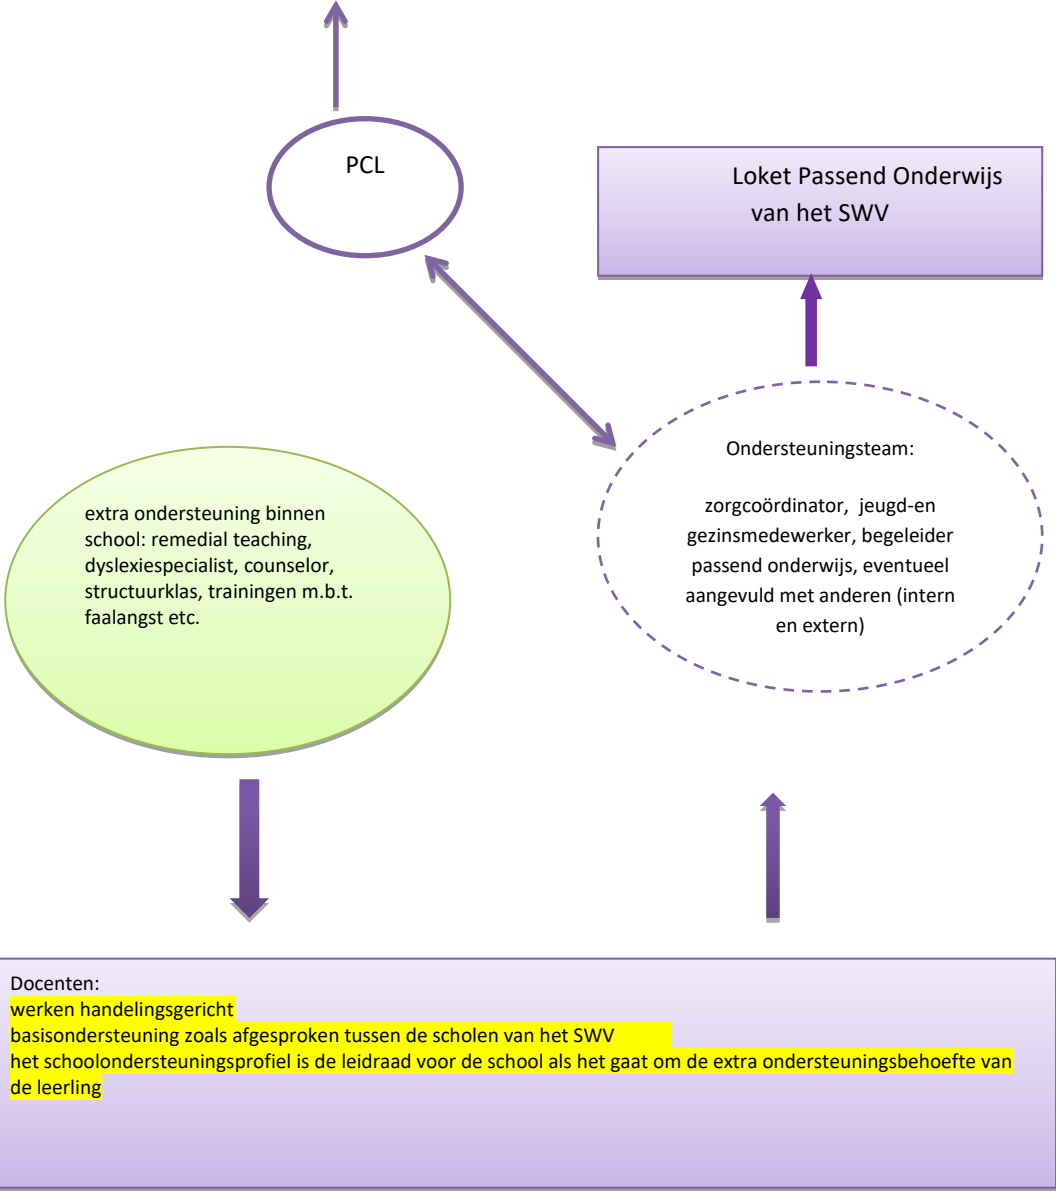 PCL
Loket Passend Onderwijs
van het SWV
Ondersteuningsteam:
zorgcoördinator, jeugd-en
gezinsmedewerker, begeleider
passend onderwijs, eventueel
aangevuld met anderen (intern
en extern)
extra ondersteuning binnen
school: remedial teaching,
dyslexiespecialist, counselor,
structuurklas, trainingen m.b.t.
faalangst etc.
Docenten:
werken handelingsgericht
basisondersteuning zoals afgesproken tussen de scholen van het SWV
het schoolondersteuningsprofiel is de leidraad voor de school als het gaat om de extra ondersteuningsbehoefte van
de leerling